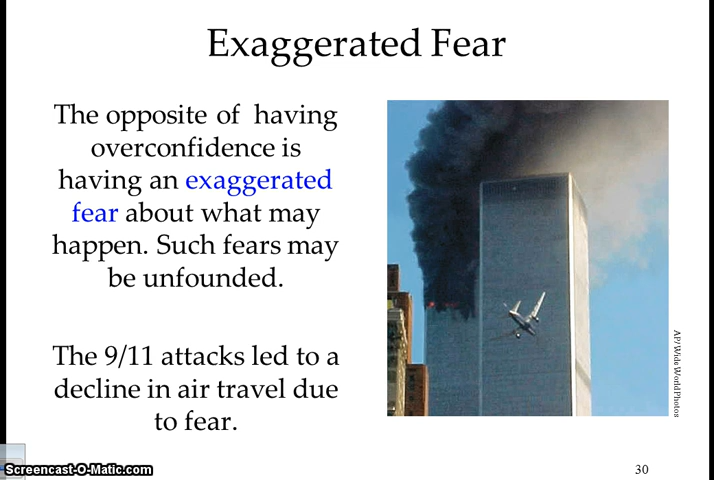 Exaggerated Fear
The opposite of having
overconfidence is
having an exaggerated
fear about what may
happen. Such fears may
be unfounded.
The 9/11 attacks led to a
decline in air travel due
to fear.
AP/Wide World Photos
Screencast-O-Matic.com
30